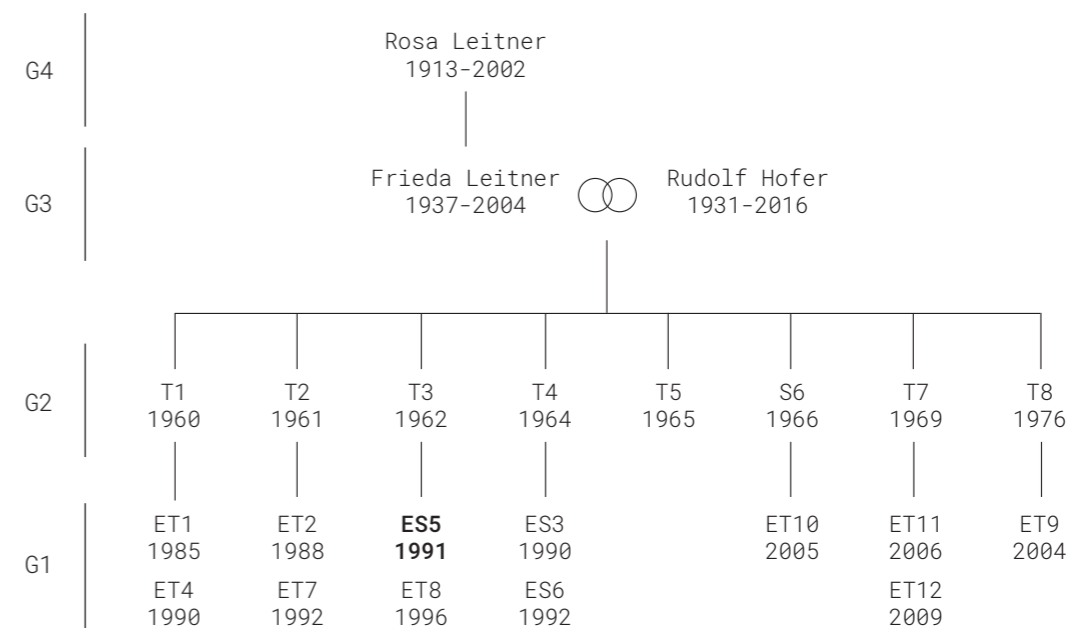 G4
Rosa Leitner
1913-2002
G3
Frieda Leitner
1937-2004
Rudolf Hofer
1931-2016
G2
T1 T2 T3 T4 T5 S6 T7 T8
1960 1961 1962 1964 1965 1966 1969 1976
G1
ET1 ET2 ES5 ES3 ET10 ET11 ET9
1985 1988 1991 1990 2005 2006 2004
ET4 ET7 ET8 ES6 ET12
1990 1992 1996 1992 2009